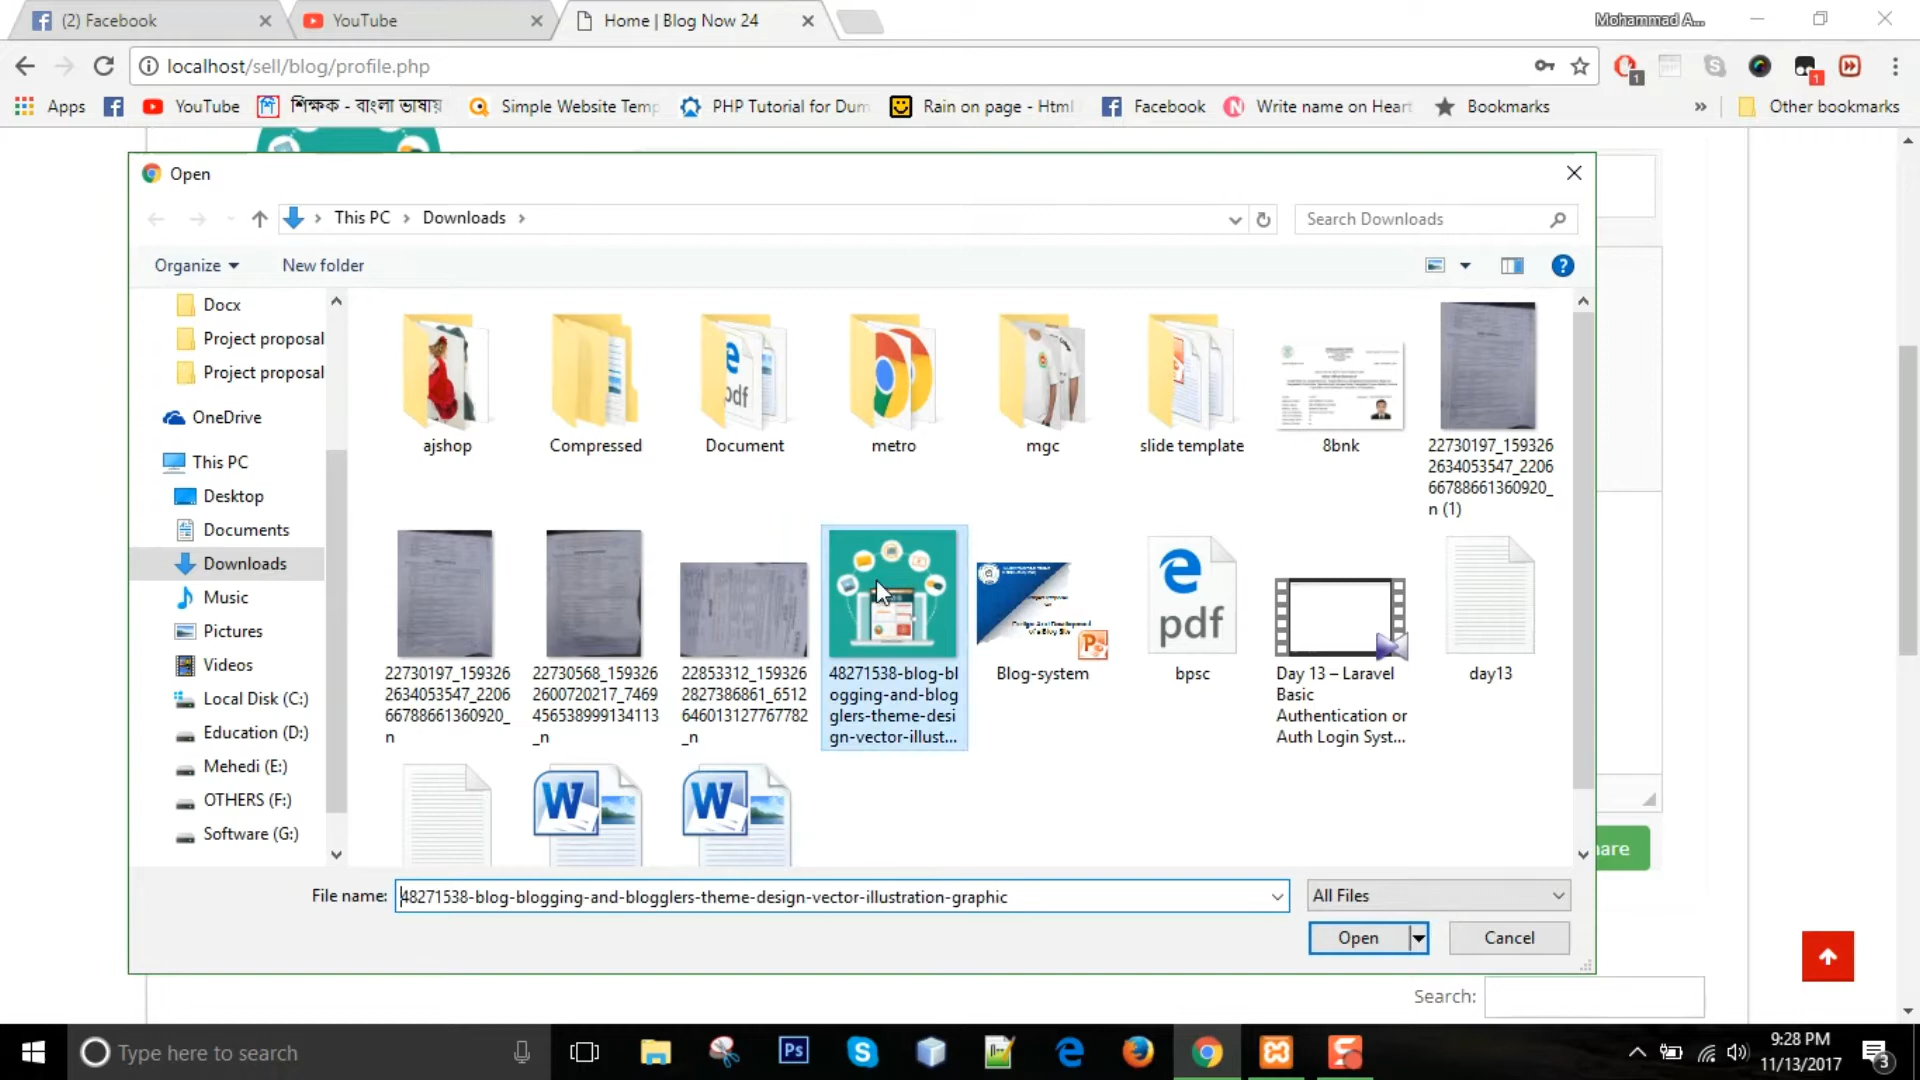 (2) Facebook
YouTube
Home | Blog Now 24
Mohammad A...
localhost/sell/blog/profile.php
1
1
Apps
YouTube
শিক্ষক - বাংলা ভাষায়
Simple Website Temp
PHP Tutorial for Dum
Rain on page - Html
Facebook
Write name on Heart
Bookmarks
»
Other bookmarks
Open
This PC
Downloads
Search Downloads
Organize
New folder
Docx
Project proposal
Project proposal
OneDrive
This PC
Desktop
Documents
Downloads
Music
Pictures
Videos
Local Disk (C:)
Education (D:)
Mehedi (E:)
OTHERS (F:)
Software (G:)
ajshop
Compressed
Document
metro
mgc
slide template
8bnk
22730197_159326
2634053547_2206
66788661360920_
n (1)
22730197_159326
2634053547_2206
66788661360920_
n
22730568_159326
2600720217_7469
456538999134113
_n
22853312_159326
2827386861_6512
646013127767782
_n
48271538-blog-bl
ogging-and-blog
glers-theme-desi
gn-vector-illust...
Blog-system
pdf
bpsc
Day 13 – Laravel
Basic
Authentication or
Auth Login Syst...
day13
File name:
48271538-blog-blogging-and-blogglers-theme-design-vector-illustration-graphic
All Files
Open
Cancel
Search:
Type here to search
Ps
9:28 PM
11/13/2017
3